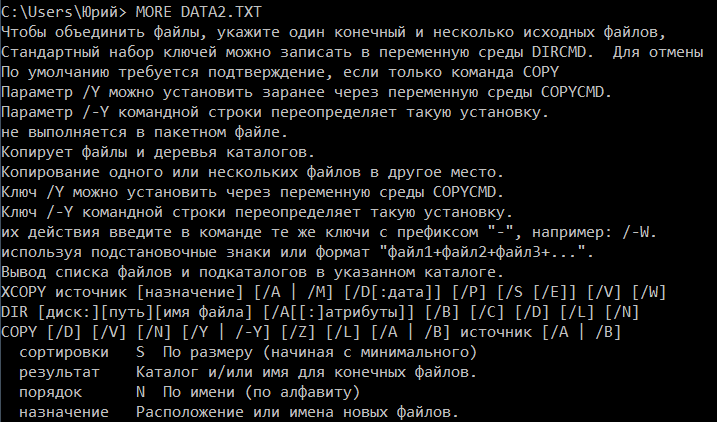 C:\Users\Юрий> MORE DATA2.TXT
Чтобы объединить файлы, укажите один конечный и несколько исходных файлов,
Стандартный набор ключей можно записать в переменную среды DIRCMD.  Для отмены
По умолчанию требуется подтверждение, если только команда COPY
Параметр /Y можно установить заранее через переменную среды COPYCMD.
Параметр /-Y командной строки переопределяет такую установку.
не выполняется в пакетном файле.
Копирует файлы и деревья каталогов.
Копирование одного или нескольких файлов в другое место.
Ключ /Y можно установить через переменную среды COPYCMD.
Ключ /-Y командной строки переопределяет такую установку.
их действия введите в команде те же ключи с префиксом "-", например: /-W.
используя подстановочные знаки или формат "файл1+файл2+файл3+...".
Вывод списка файлов и подкаталогов в указанном каталоге.
XCOPY источник [назначение] [/A | /M] [/D[:дата]] [/P] [/S [/E]] [/V] [/W]
DIR [диск:][путь][имя файла] [/A[[:]атрибуты]] [/B] [/C] [/D] [/L] [/N]
COPY [/D] [/V] [/N] [/Y | /-Y] [/Z] [/L] [/A | /B] источник [/A | /B]
  сортировки   S  По размеру (начиная с минимального)
  результат    Каталог и/или имя для конечных файлов.
  порядок      N  По имени (по алфавиту)
  назначение   Расположение или имена новых файлов.